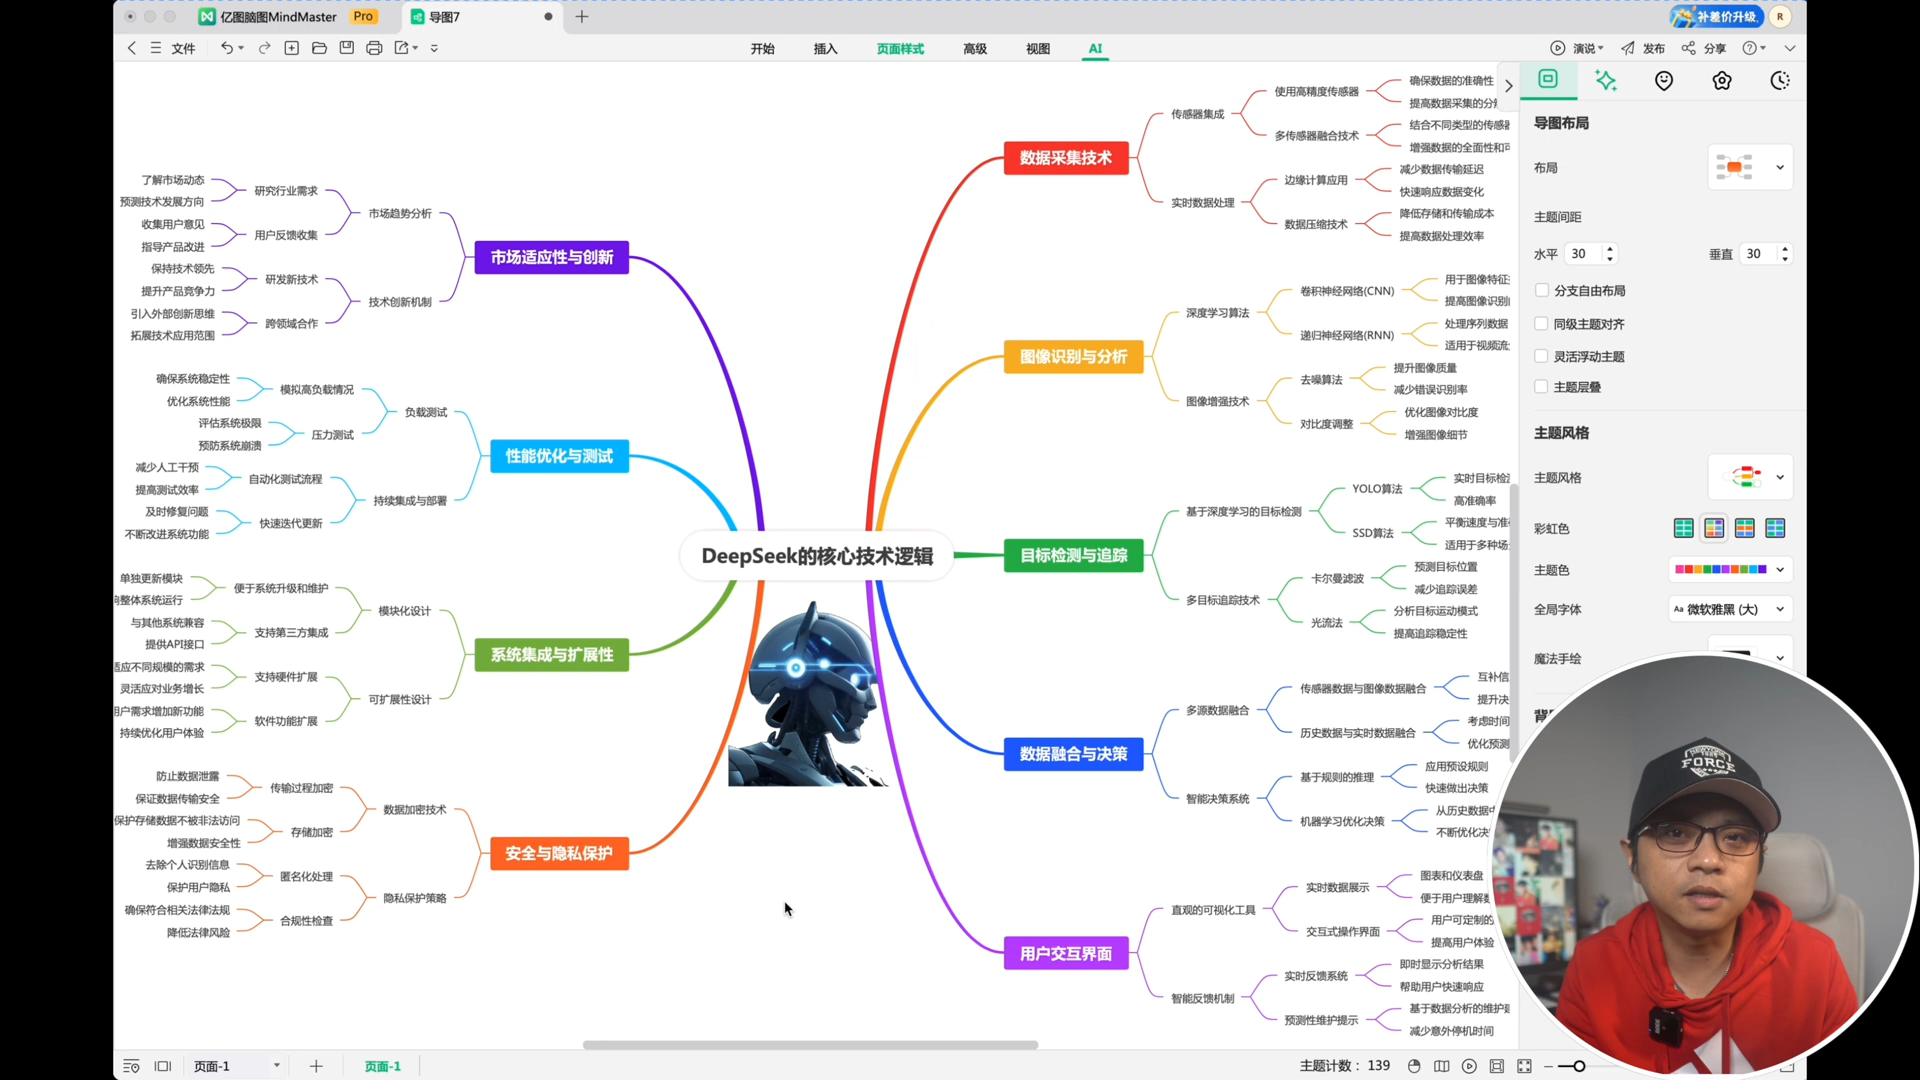 亿图脑图MindMaster
Pro
导图7
补差价升级
R
文件
开始
插入
页面样式
高级
视图
AI
演说
发布
分享
了解市场动态
预测技术发展方向
研究行业需求
收集用户意见
指导产品改进
用户反馈收集
市场趋势分析
保持技术领先
提升产品竞争力
研发新技术
引入外部创新思维
拓展技术应用范围
跨领域合作
技术创新机制
市场适应性与创新
确保系统稳定性
优化系统性能
模拟高负载情况
评估系统极限
预防系统崩溃
压力测试
负载测试
减少人工干预
提高测试效率
自动化测试流程
及时修复问题
不断改进系统功能
快速迭代更新
持续集成与部署
性能优化与测试
单独更新模块
整体系统运行
便于系统升级和维护
与其他系统兼容
提供API接口
支持第三方集成
模块化设计
应不同规模的需求
灵活应对业务增长
支持硬件扩展
户需求增加新功能
持续优化用户体验
软件功能扩展
可扩展性设计
系统集成与扩展性
防止数据泄露
保证数据传输安全
传输过程加密
保护存储数据不被非法访问
增强数据安全性
存储加密
数据加密技术
去除个人识别信息
保护用户隐私
匿名化处理
确保符合相关法律法规
降低法律风险
合规性检查
隐私保护策略
安全与隐私保护
DeepSeek的核心技术逻辑
数据采集技术
传感器集成
使用高精度传感器
确保数据的准确性
提高数据采集的分
多传感器融合技术
结合不同类型的传感
增强数据的全面性和
实时数据处理
边缘计算应用
减少数据传输延迟
快速响应数据变化
数据压缩技术
降低存储和传输成本
提高数据处理效率
图像识别与分析
深度学习算法
卷积神经网络(CNN)
用于图像特征
提高图像识别
递归神经网络(RNN)
处理序列数据
适用于视频流
图像增强技术
去噪算法
提升图像质量
减少错误识别率
对比度调整
优化图像对比度
增强图像细节
目标检测与追踪
基于深度学习的目标检测
YOLO算法
实时目标检
高准确率
SSD算法
平衡速度与准
适用于多种场
多目标追踪技术
卡尔曼滤波
预测目标位置
减少追踪误差
光流法
分析目标运动模式
提高追踪稳定性
数据融合与决策
多源数据融合
传感器数据与图像数据融合
互补信
提升决
历史数据与实时数据融合
考虑时间
优化预测
智能决策系统
基于规则的推理
应用预设规则
快速做出决策
机器学习优化决策
从历史数据
不断优化决
用户交互界面
直观的可视化工具
实时数据展示
图表和仪表盘
便于用户理解
交互式操作界面
用户可定制的
提高用户体验
智能反馈机制
实时反馈系统
即时显示分析结果
帮助用户快速响应
预测性维护提示
基于数据分析的维护
减少意外停机时间
导图布局
布局
主题间距
水平 30
垂直 30
分支自由布局
同级主题对齐
灵活浮动主题
主题层叠
主题风格
主题风格
彩虹色
主题色
全局字体
Aa 微软雅黑 (大)
魔法手绘
FORCE
页面-1
页面-1
主题计数： 139